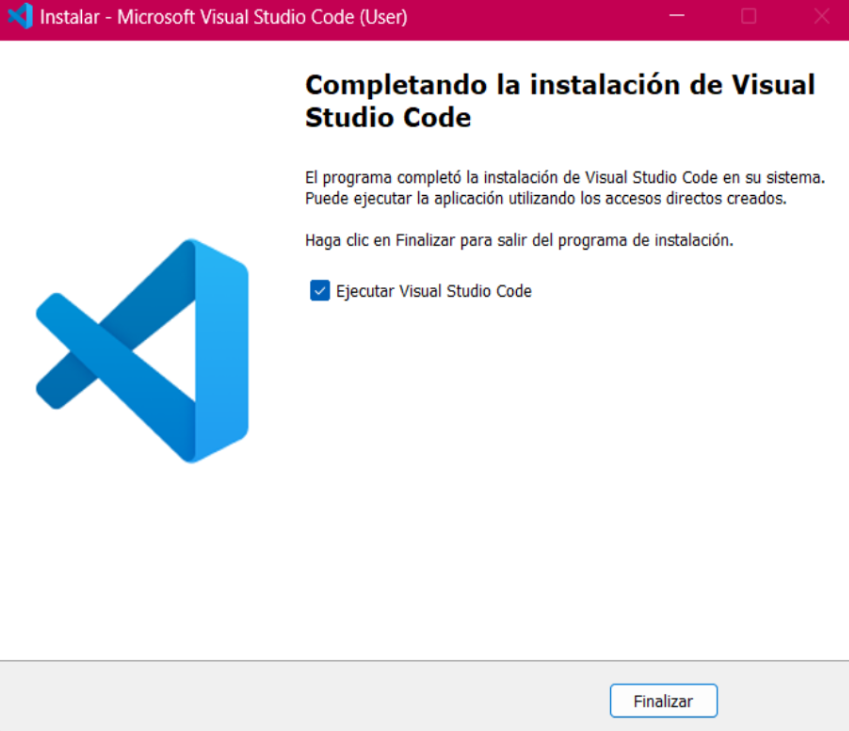 Instalar - Microsoft Visual Studio Code (User)
Completando la instalación de Visual
Studio Code
El programa completó la instalación de Visual Studio Code en su sistema.
Puede ejecutar la aplicación utilizando los accesos directos creados.
Haga clic en Finalizar para salir del programa de instalación.
Ejecutar Visual Studio Code
Finalizar